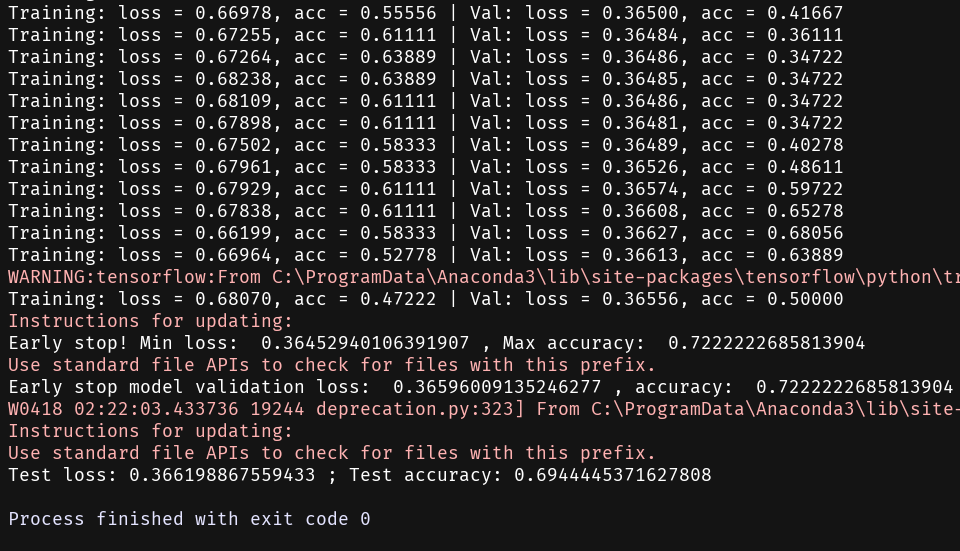 Training: loss = 0.66978, acc = 0.55556 | Val: loss = 0.36500, acc = 0.41667
Training: loss = 0.67255, acc = 0.61111 | Val: loss = 0.36484, acc = 0.36111
Training: loss = 0.67264, acc = 0.63889 | Val: loss = 0.36486, acc = 0.34722
Training: loss = 0.68238, acc = 0.63889 | Val: loss = 0.36485, acc = 0.34722
Training: loss = 0.68109, acc = 0.61111 | Val: loss = 0.36486, acc = 0.34722
Training: loss = 0.67898, acc = 0.61111 | Val: loss = 0.36481, acc = 0.34722
Training: loss = 0.67502, acc = 0.58333 | Val: loss = 0.36489, acc = 0.40278
Training: loss = 0.67961, acc = 0.58333 | Val: loss = 0.36526, acc = 0.48611
Training: loss = 0.67929, acc = 0.61111 | Val: loss = 0.36574, acc = 0.59722
Training: loss = 0.67838, acc = 0.61111 | Val: loss = 0.36608, acc = 0.65278
Training: loss = 0.66199, acc = 0.58333 | Val: loss = 0.36627, acc = 0.68056
Training: loss = 0.66964, acc = 0.52778 | Val: loss = 0.36613, acc = 0.63889
WARNING:tensorflow:From C:\ProgramData\Anaconda3\lib\site-packages\tensorflow\python\tr
Training: loss = 0.68070, acc = 0.47222 | Val: loss = 0.36556, acc = 0.50000
Instructions for updating:
Early stop! Min loss:  0.36452940106391907 , Max accuracy:  0.7222222685813904
Use standard file APIs to check for files with this prefix.
Early stop model validation loss:  0.36596009135246277 , accuracy:  0.7222222685813904
W0418 02:22:03.433736 19244 deprecation.py:323] From C:\ProgramData\Anaconda3\lib\site-
Instructions for updating:
Use standard file APIs to check for files with this prefix.
Test loss: 0.366198867559433 ; Test accuracy: 0.6944445371627808
Process finished with exit code 0